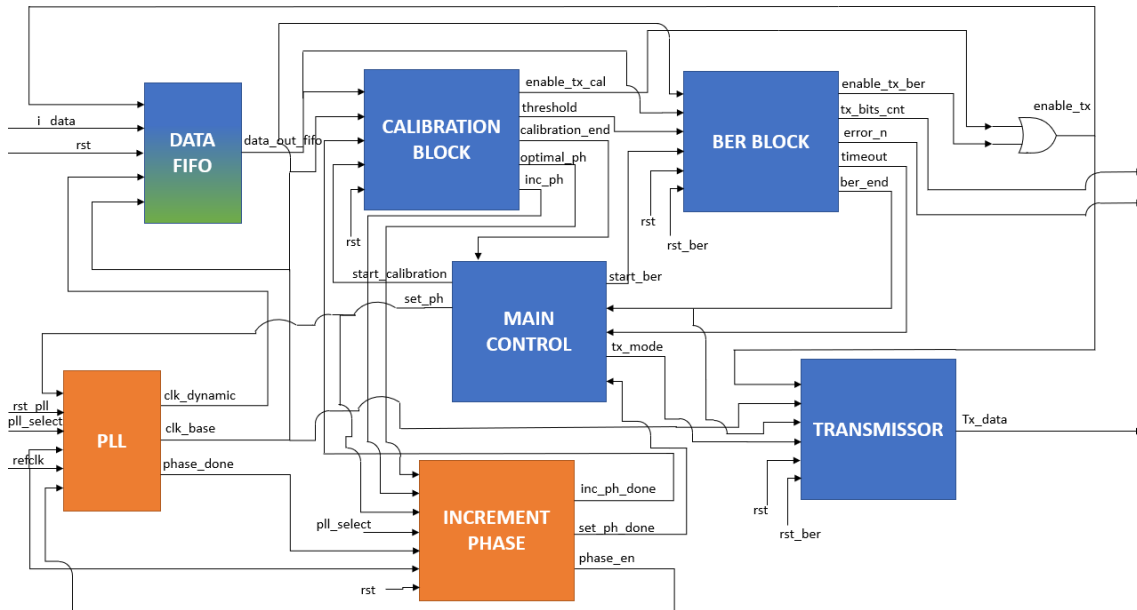 i_data
rst
DATA
FIFO
data_out_fifo
CALIBRATION
BLOCK
enable_tx_cal
threshold
calibration_end
optimal_ph
inc_ph
rst
BER BLOCK
enable_tx_ber
tx_bits_cnt
error_n
timeout
ber_end
rst
rst_ber
enable_tx
start_calibration
set_ph
MAIN
CONTROL
start_ber
tx_mode
rst_pll
pll_select
refclk
PLL
clk_dynamic
clk_base
phase_done
pll_select
rst
INCREMENT
PHASE
inc_ph_done
set_ph_done
phase_en
TRANSMISSOR
Tx_data
rst
rst_ber